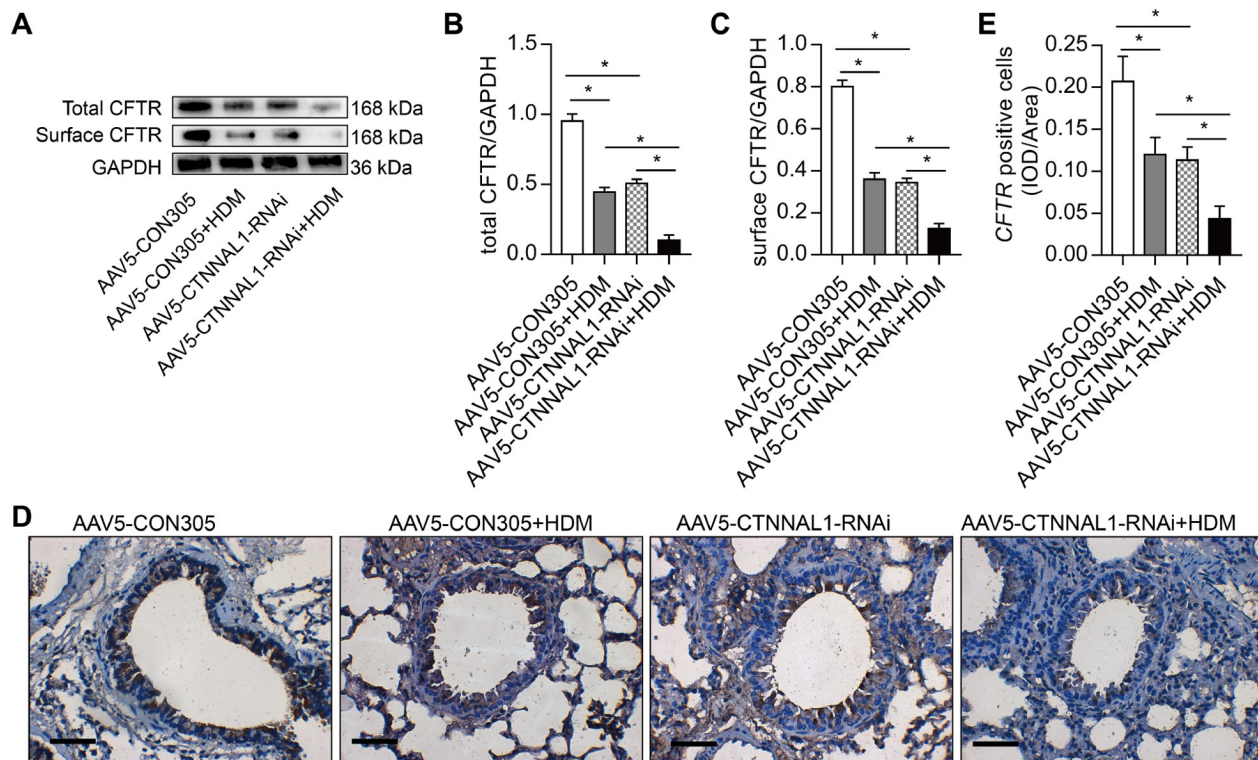 A
Total CFTR 168 kDa
Surface CFTR 168 kDa
GAPDH 36 kDa
AAV5-CON305
AAV5-CON305+HDM
AAV5-CTNNAL1-RNAi
AAV5-CTNNAL1-RNAi+HDM
B
total CFTR/GAPDH
1.5
1.0
0.5
0.0
*
*
*
*
AAV5-CON305
AAV5-CON305+HDM
AAV5-CTNNAL1-RNAi
AAV5-CTNNAL1-RNAi+HDM
C
surface CFTR/GAPDH
1.0
0.8
0.6
0.4
0.2
0.0
*
*
*
*
AAV5-CON305
AAV5-CON305+HDM
AAV5-CTNNAL1-RNAi
AAV5-CTNNAL1-RNAi+HDM
E
CFTR positive cells
(IOD/Area)
0.25
0.20
0.15
0.10
0.05
0.00
*
*
*
*
AAV5-CON305
AAV5-CON305+HDM
AAV5-CTNNAL1-RNAi
AAV5-CTNNAL1-RNAi+HDM
D
AAV5-CON305
AAV5-CON305+HDM
AAV5-CTNNAL1-RNAi
AAV5-CTNNAL1-RNAi+HDM